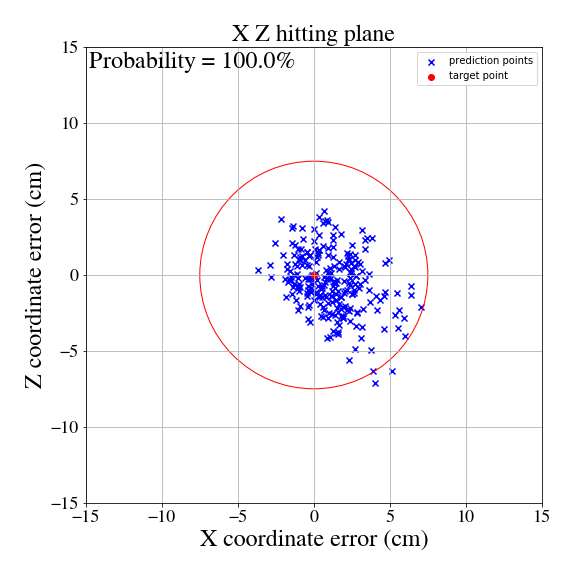 X Z hitting plane
Probability = 100.0%
prediction points
target point
15
10
5
0
−5
−10
−15
Z coordinate error (cm)
−15
−10
−5
0
5
10
15
X coordinate error (cm)